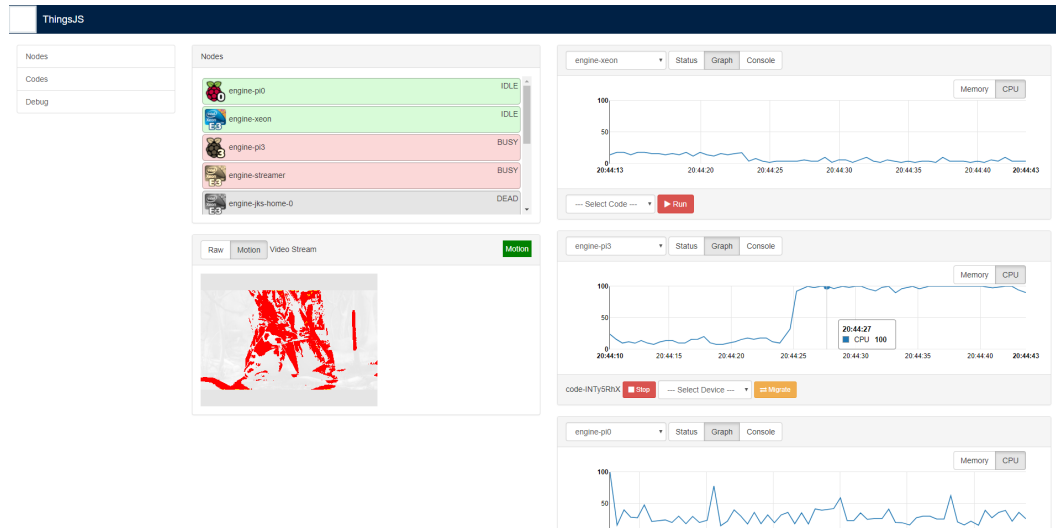 ThingsJS
Nodes
Codes
Debug
Nodes
engine-pi0 IDLE
engine-xeon IDLE
engine-pi3 BUSY
engine-streamer BUSY
engine-jks-home-0 DEAD
Raw Motion Video Stream Motion
engine-xeon Status Graph Console
Memory CPU
100
50
0
20:44:13 20:44:20 20:44:25 20:44:30 20:44:35 20:44:40 20:44:43
--- Select Code --- Run
engine-pi3 Status Graph Console
Memory CPU
100
50
0
20:44:27
CPU 100
20:44:10 20:44:15 20:44:20 20:44:25 20:44:30 20:44:35 20:44:40 20:44:43
code-INTy5RhX Stop --- Select Device --- Migrate
engine-pi0 Status Graph Console
Memory CPU
100
50